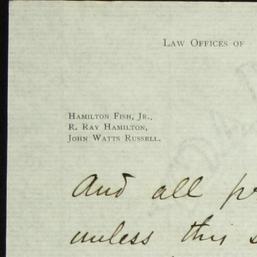 LAW OFFICES OF
HAMILTON FISH, JR.,
R. RAY HAMILTON,
JOHN WATTS RUSSELL.
And all
unless this